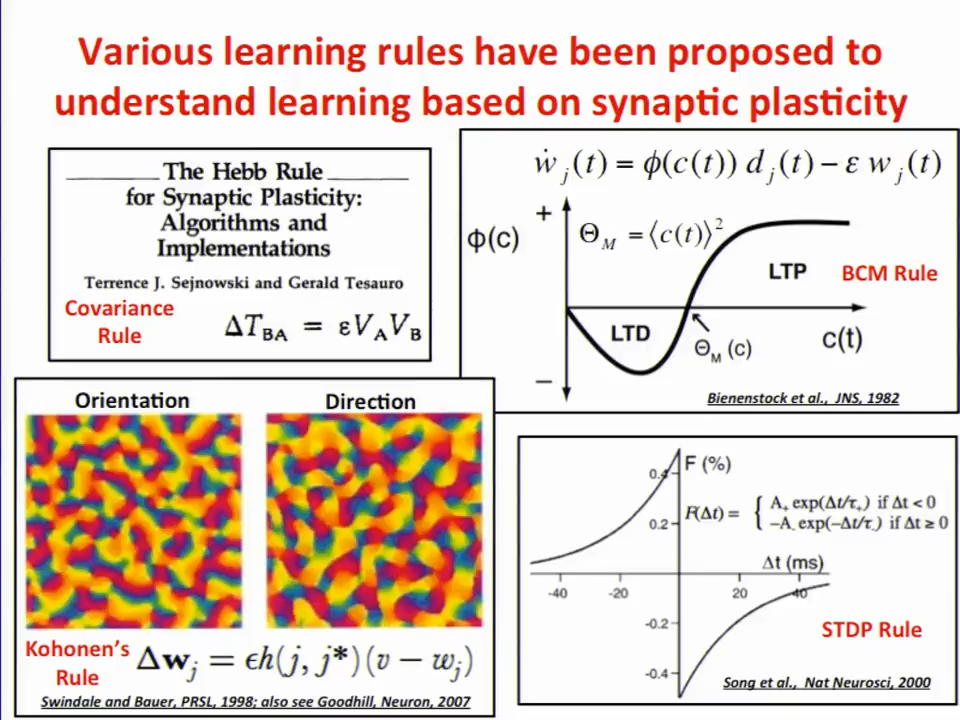 Various learning rules have been proposed to
understand learning based on synaptic plasticity
The Hebb Rule
for Synaptic Plasticity:
Algorithms and
Implementations
Terrence J. Sejnowski and Gerald Tesauro
Covariance
Rule
ΔT_BA = εV_A V_B
ẇ_j(t) = ϕ(c(t)) d_j(t) − ε w_j(t)
+
ϕ(c)
Θ_M = ⟨c(t)⟩²
LTP
BCM Rule
LTD
Θ_M (c)
c(t)
−
Bienenstock et al., JNS, 1982
Orientation
Direction
Kohonen's
Rule
Δw_j = ϵh(j, j*)(v − w_j)
Swindale and Bauer, PRSL, 1998; also see Goodhill, Neuron, 2007
F (%)
0.4
F(Δt) = { A₊ exp(Δt/τ₊) if Δt < 0
−A₋ exp(−Δt/τ₋) if Δt ≥ 0
0.2
Δt (ms)
-40 -20 20 40
-0.2
STDP Rule
-0.4
Song et al., Nat Neurosci, 2000